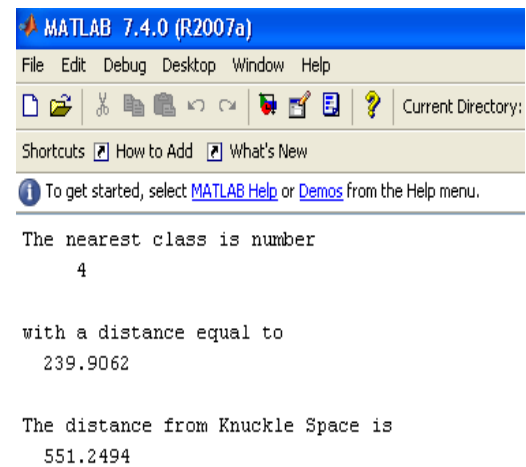 MATLAB 7.4.0 (R2007a)
File Edit Debug Desktop Window Help
Current Directory:
Shortcuts How to Add What's New
To get started, select MATLAB Help or Demos from the Help menu.
The nearest class is number
4
with a distance equal to
239.9062
The distance from Knuckle Space is
551.2494